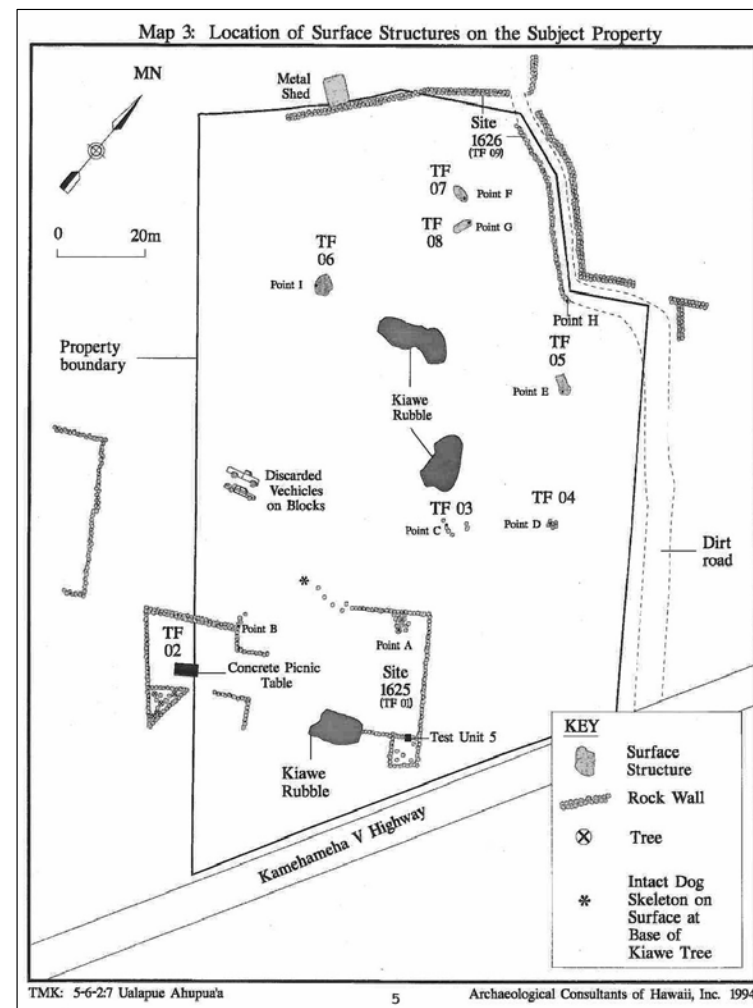 Map 3: Location of Surface Structures on the Subject Property
MN
Metal
Shed
Site
1626
(TF 09)
TF
07
Point F
TF
08
Point G
0 20m
TF
06
Point I
Point H
Property
boundary
TF
05
Kiawe
Rubble
Point E
Discarded
Vechicles
on Blocks
TF 03
Point C
TF 04
Point D
Dirt
road
*
TF
02
Point B
Point A
Concrete Picnic
Table
Site
1625
(TF 01)
Test Unit 5
Kiawe
Rubble
Kamehameha V Highway
KEY
Surface
Structure
Rock Wall
Tree
*
Intact Dog
Skeleton on
Surface at
Base of
Kiawe Tree
TMK: 5-6-2:7 Ualapue Ahupua'a
5
Archaeological Consultants of Hawaii, Inc. 1994